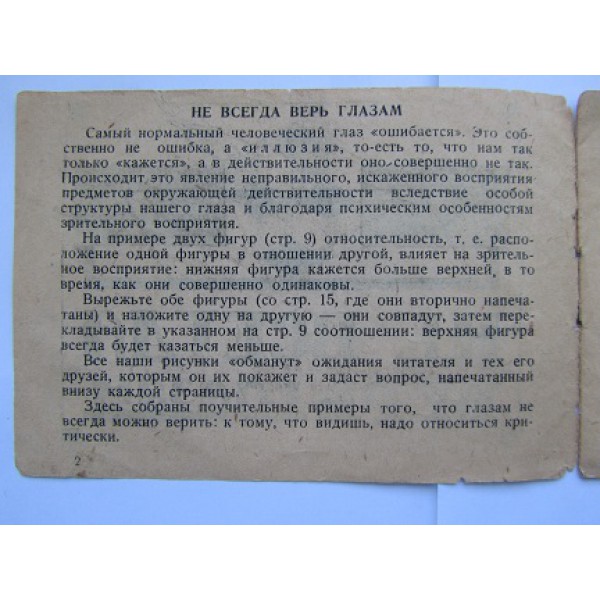 НЕ ВСЕГДА ВЕРЬ ГЛАЗАМ
Самый нормальный человеческий глаз «ошибается». Это соб-
ственно не ошибка, а «иллюзия», то-есть то, что нам так
только «кажется», а в действительности оно совершенно не так.
Происходит это явление неправильного, искаженного восприятия
предметов окружающей действительности вследствие особой
структуры нашего глаза и благодаря психическим особенностям
зрительного восприятия.
На примере двух фигур (стр. 9) относительность, т. е. распо-
ложение одной фигуры в отношении другой, влияет на зритель-
ное восприятие: нижняя фигура кажется больше верхней, в то
время, как они совершенно одинаковы.
Вырежьте обе фигуры (со стр. 15, где они вторично напеча-
таны) и наложите одну на другую — они совпадут, затем пере-
кладывайте в указанном на стр. 9 соотношении: верхняя фигура
всегда будет казаться меньше.
Все наши рисунки «обманут» ожидания читателя и тех его
друзей, которым он их покажет и задаст вопрос, напечатанный
внизу каждой страницы.
Здесь собраны поучительные примеры того, что глазам не
всегда можно верить: к тому, что видишь, надо относиться кри-
тически.
2